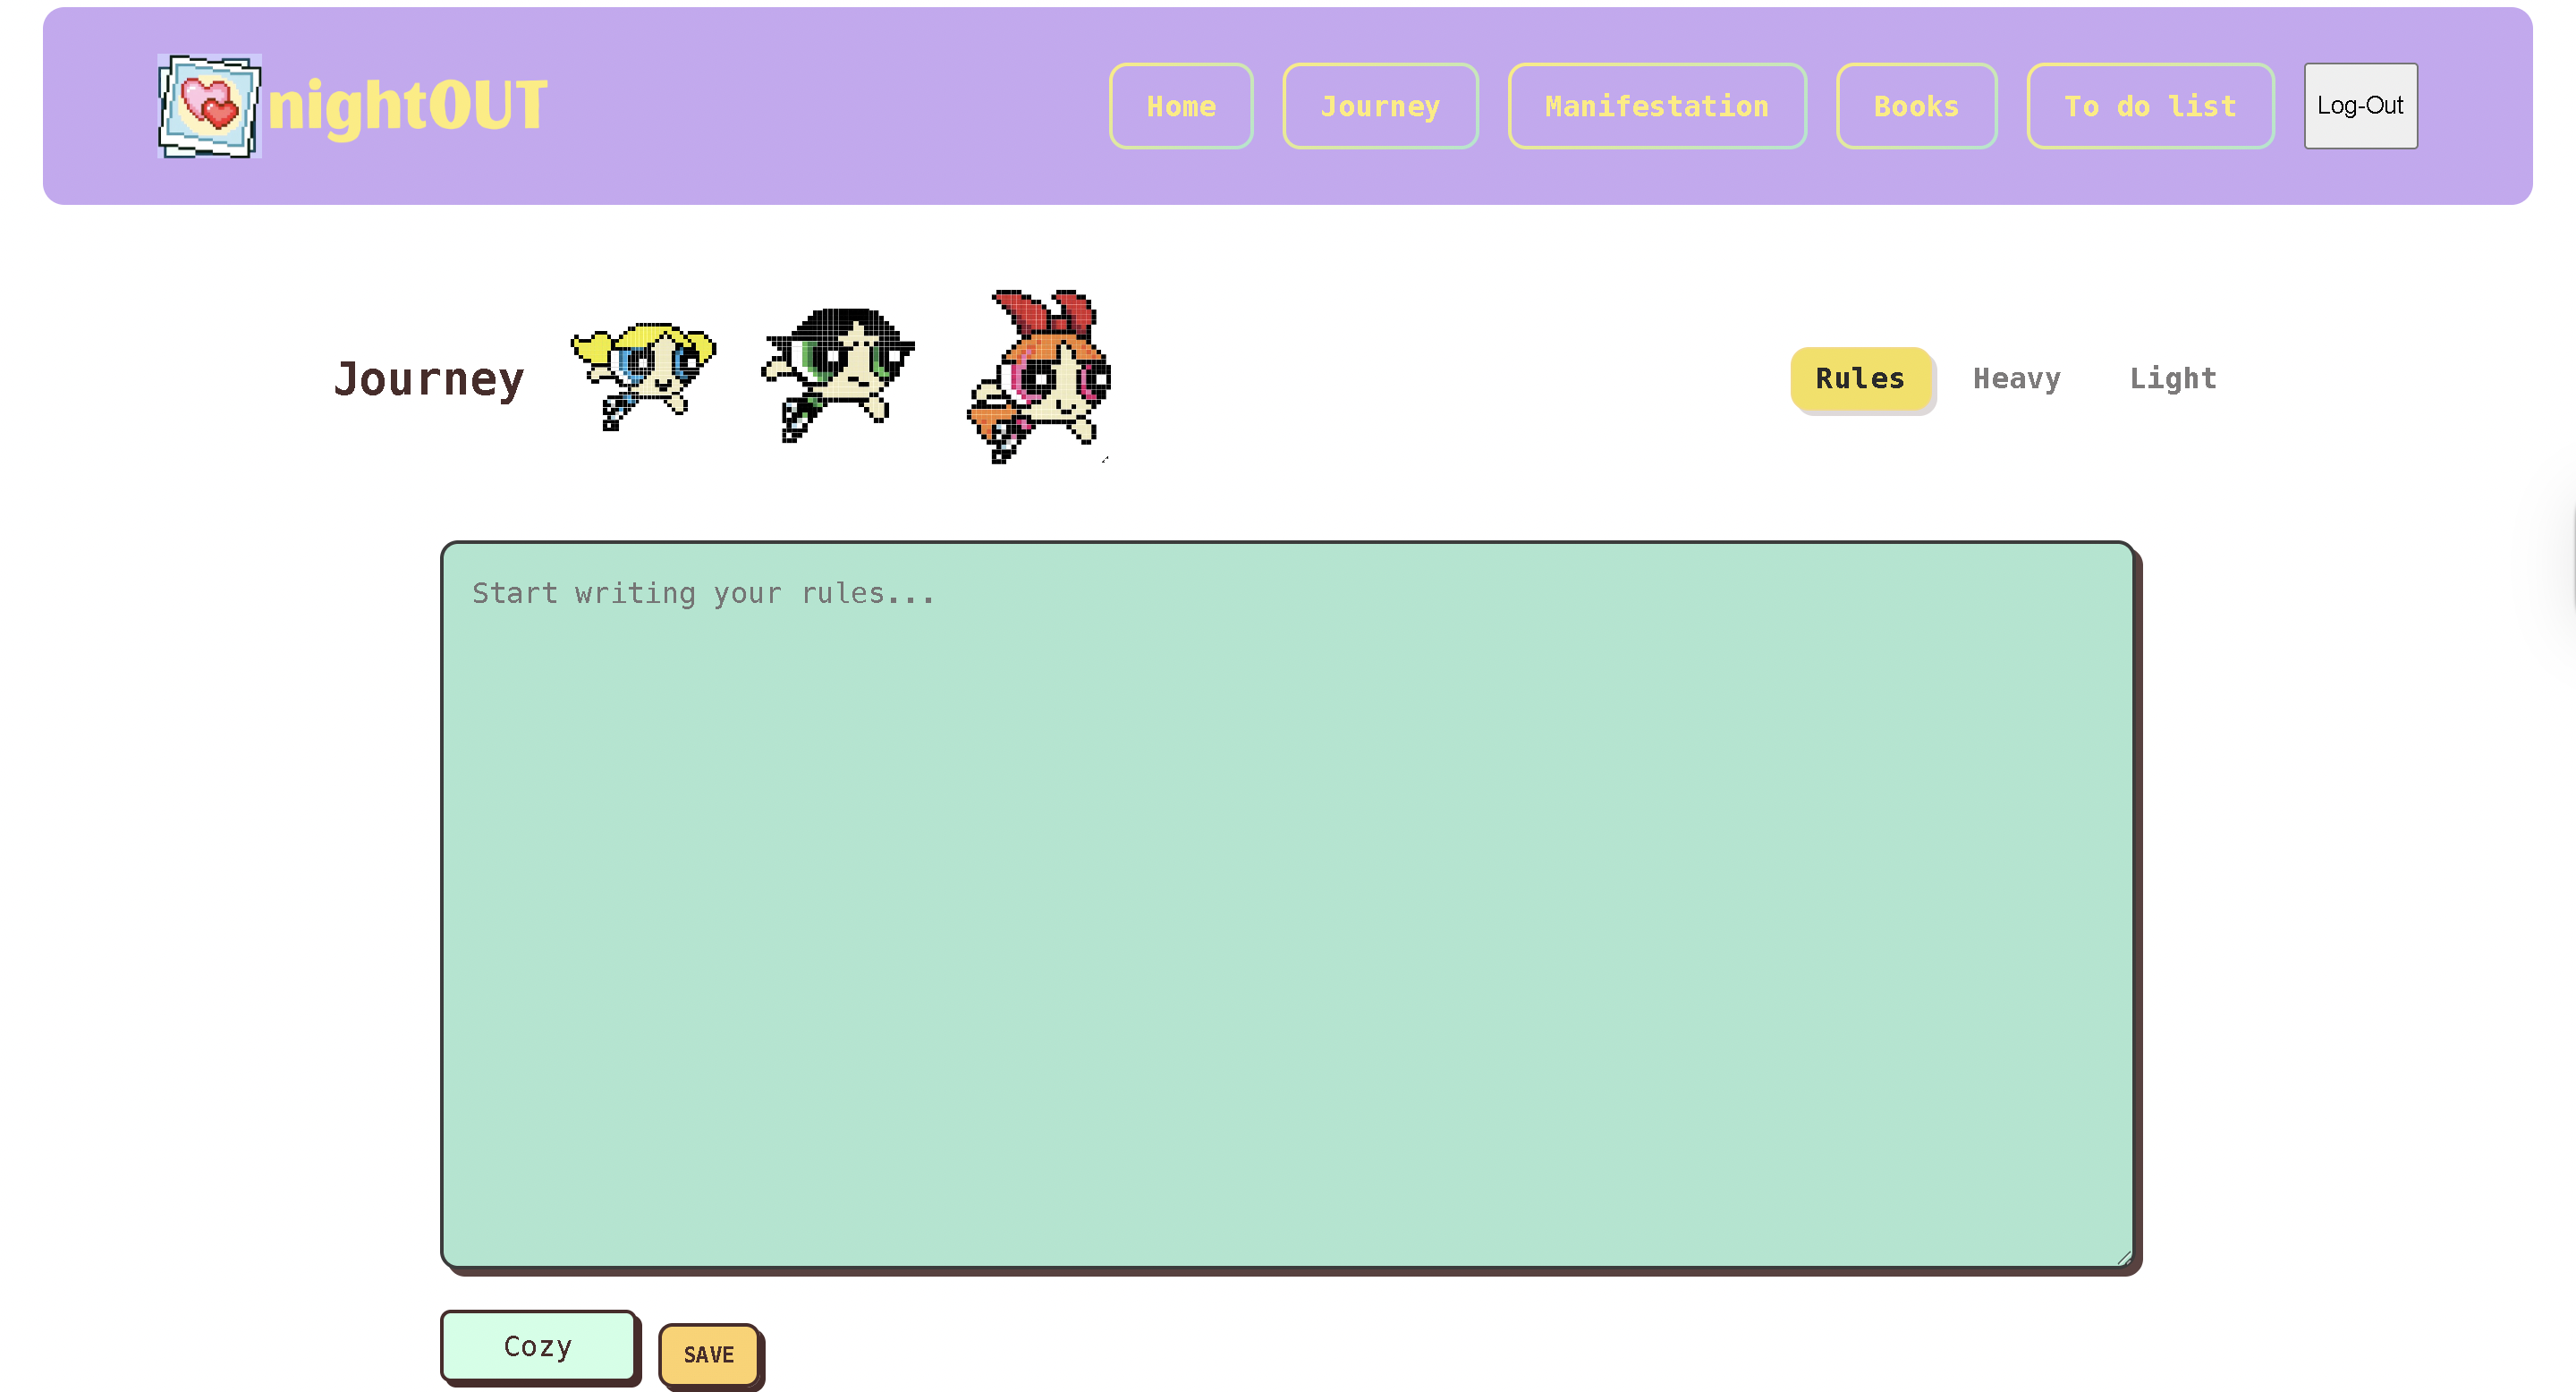 nightOUT
Home Journey Manifestation Books To do list Log-Out
Journey
Rules Heavy Light
Start writing your rules...
Cozy SAVE